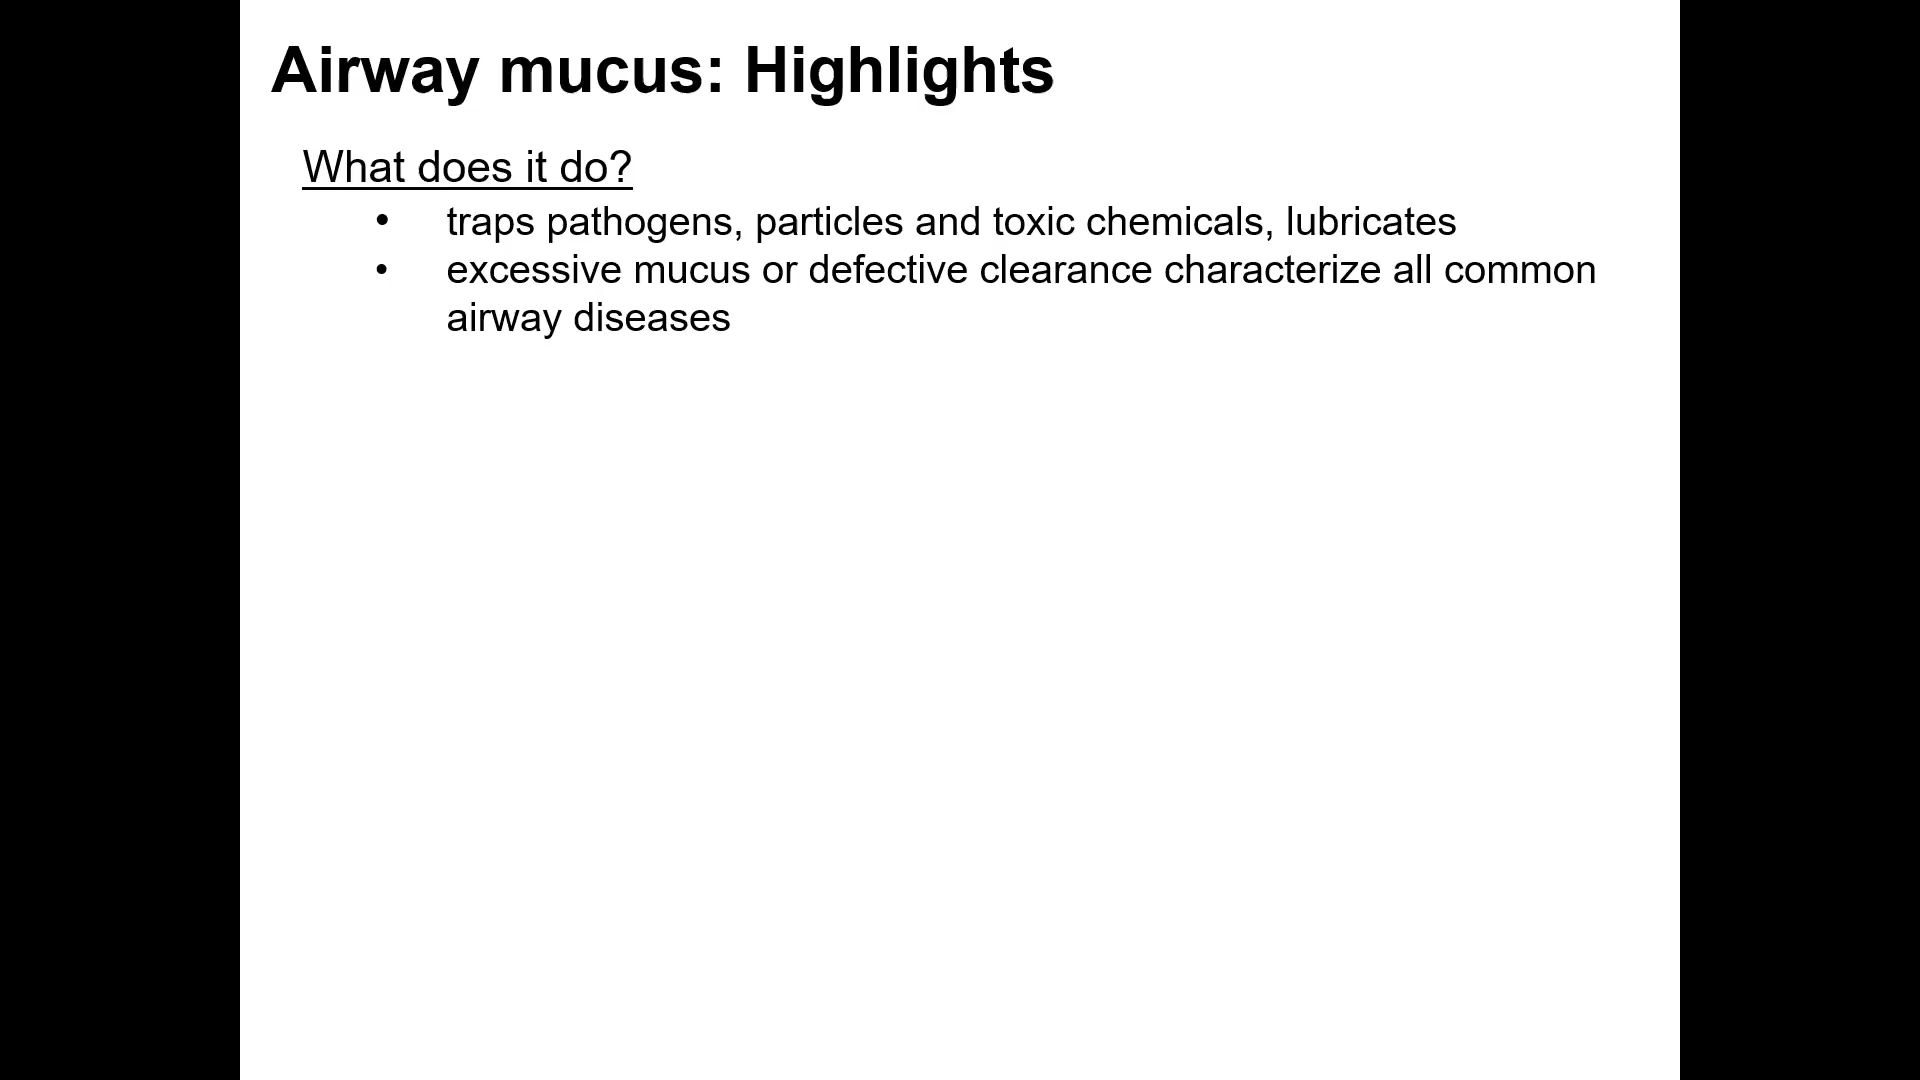 Airway mucus: Highlights
What does it do?
• traps pathogens, particles and toxic chemicals, lubricates
• excessive mucus or defective clearance characterize all common
airway diseases